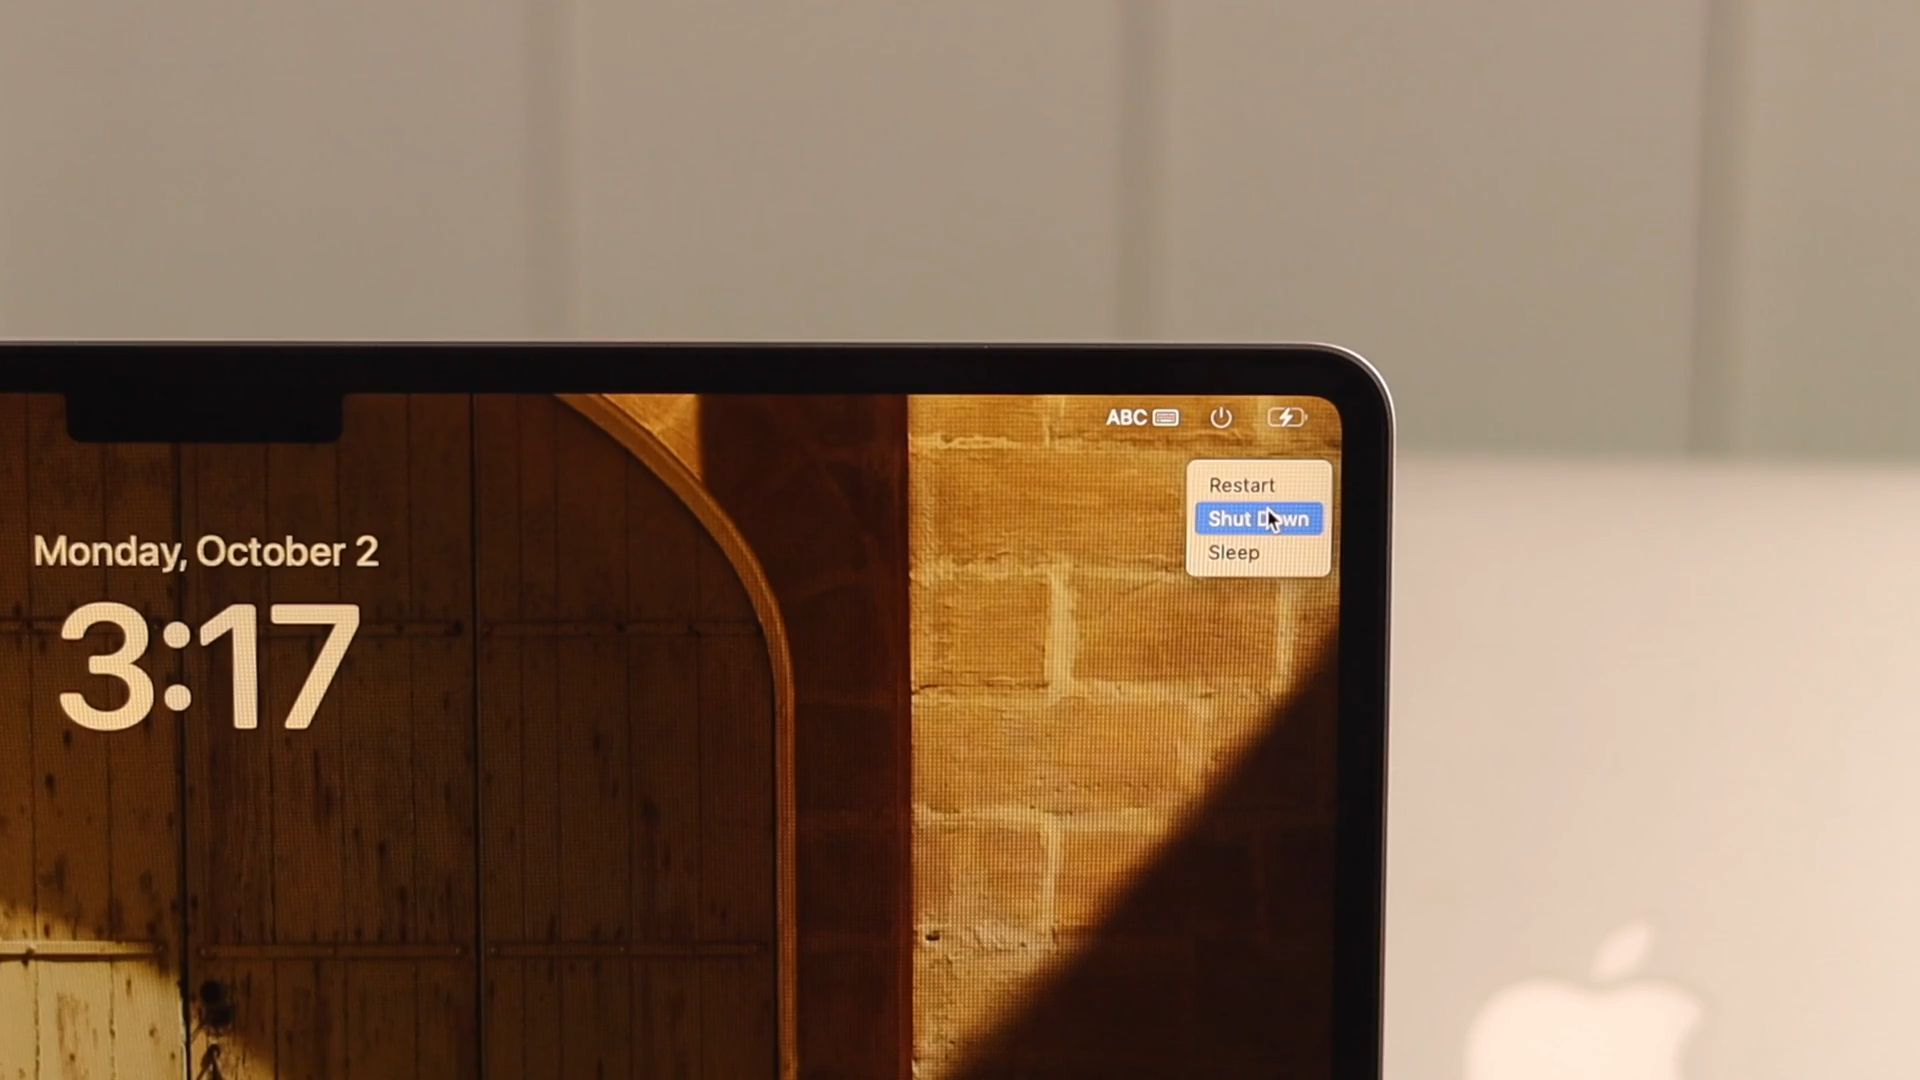 ABC
Restart
Shut Down
Sleep
Monday, October 2
3:17